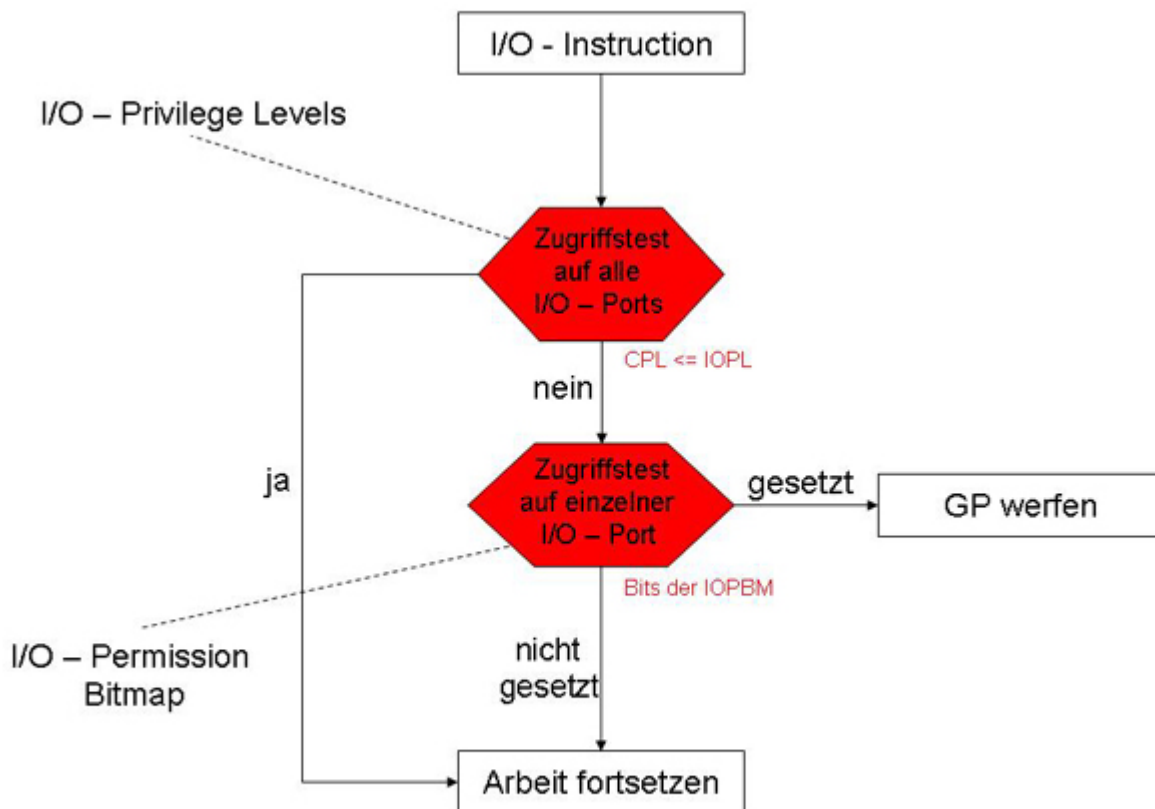 I/O - Instruction
I/O – Privilege Levels
Zugriffstest
auf alle
I/O – Ports
CPL <= IOPL
nein
ja
Zugriffstest
auf einzelner
I/O – Port
gesetzt
GP werfen
Bits der IOPBM
I/O – Permission
Bitmap
nicht
gesetzt
Arbeit fortsetzen